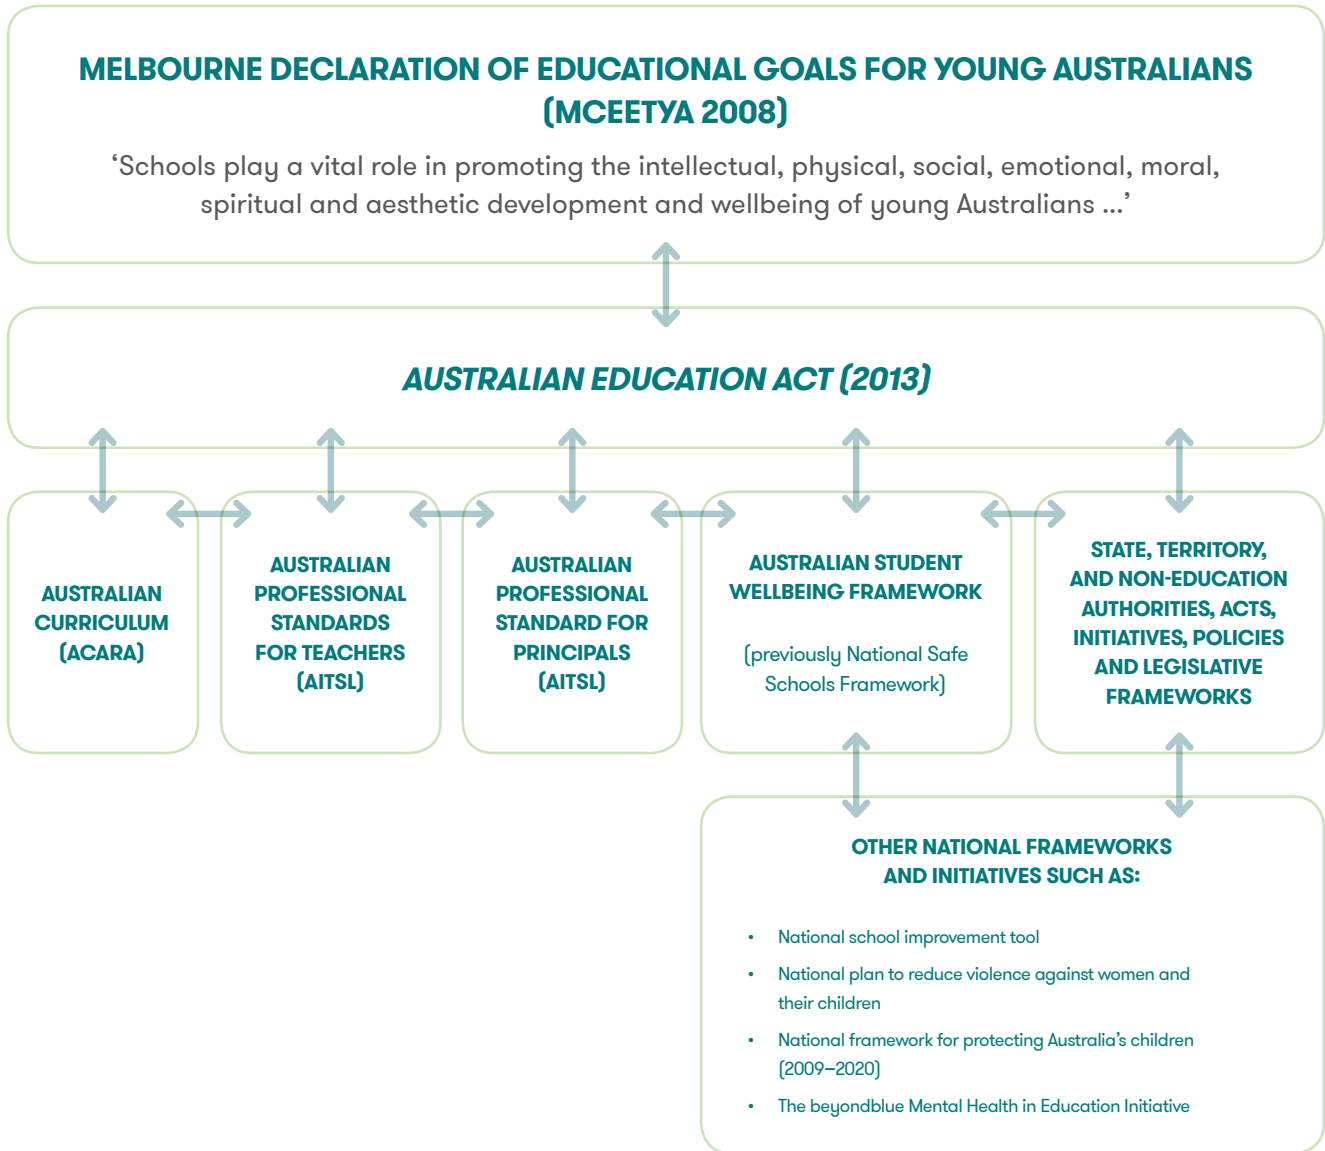 MELBOURNE DECLARATION OF EDUCATIONAL GOALS FOR YOUNG AUSTRALIANS
(MCEETYA 2008)
‘Schools play a vital role in promoting the intellectual, physical, social, emotional, moral,
spiritual and aesthetic development and wellbeing of young Australians ...’
AUSTRALIAN EDUCATION ACT (2013)
AUSTRALIAN
CURRICULUM
(ACARA)
AUSTRALIAN
PROFESSIONAL
STANDARDS
FOR TEACHERS
(AITSL)
AUSTRALIAN
PROFESSIONAL
STANDARD FOR
PRINCIPALS
(AITSL)
AUSTRALIAN STUDENT
WELLBEING FRAMEWORK
(previously National Safe
Schools Framework)
STATE, TERRITORY,
AND NON-EDUCATION
AUTHORITIES, ACTS,
INITIATIVES, POLICIES
AND LEGISLATIVE
FRAMEWORKS
OTHER NATIONAL FRAMEWORKS
AND INITIATIVES SUCH AS:
• National school improvement tool
• National plan to reduce violence against women and
their children
• National framework for protecting Australia’s children
(2009–2020)
• The beyondblue Mental Health in Education Initiative